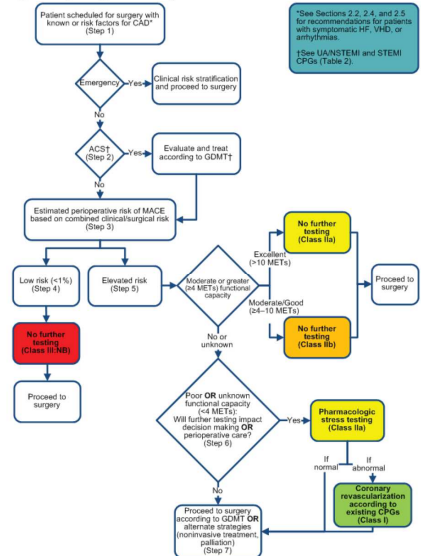 Patient scheduled for surgery with
known or risk factors for CAD*
(Step 1)
*See Sections 2.2, 2.4, and 2.5
for recommendations for patients
with symptomatic HF, VHD, or
arrhythmias.
†See UA/NSTEMI and STEMI
CPGs (Table 2).
Emergency
Yes
Clinical risk stratification
and proceed to surgery
No
ACS†
(Step 2)
Yes
Evaluate and treat
according to GDMT†
No
Estimated perioperative risk of MACE
based on combined clinical/surgical risk
(Step 3)
Low risk (<1%)
(Step 4)
Elevated risk
(Step 5)
Moderate or greater
(≥4 METs) functional
capacity
Excellent
(>10 METs)
No further
testing
(Class IIa)
Moderate/Good
(≥4–10 METs)
No further
testing
(Class IIb)
Proceed to
surgery
No further
testing
(Class III:NB)
Proceed to
surgery
No or
unknown
Poor OR unknown
functional capacity
(<4 METs):
Will further testing impact
decision making OR
perioperative care?
(Step 6)
Yes
Pharmacologic
stress testing
(Class IIa)
If
normal
If
abnormal
Coronary
revascularization
according to
existing CPGs
(Class I)
No
Proceed to surgery
according to GDMT OR
alternate strategies
(noninvasive treatment,
palliation)
(Step 7)